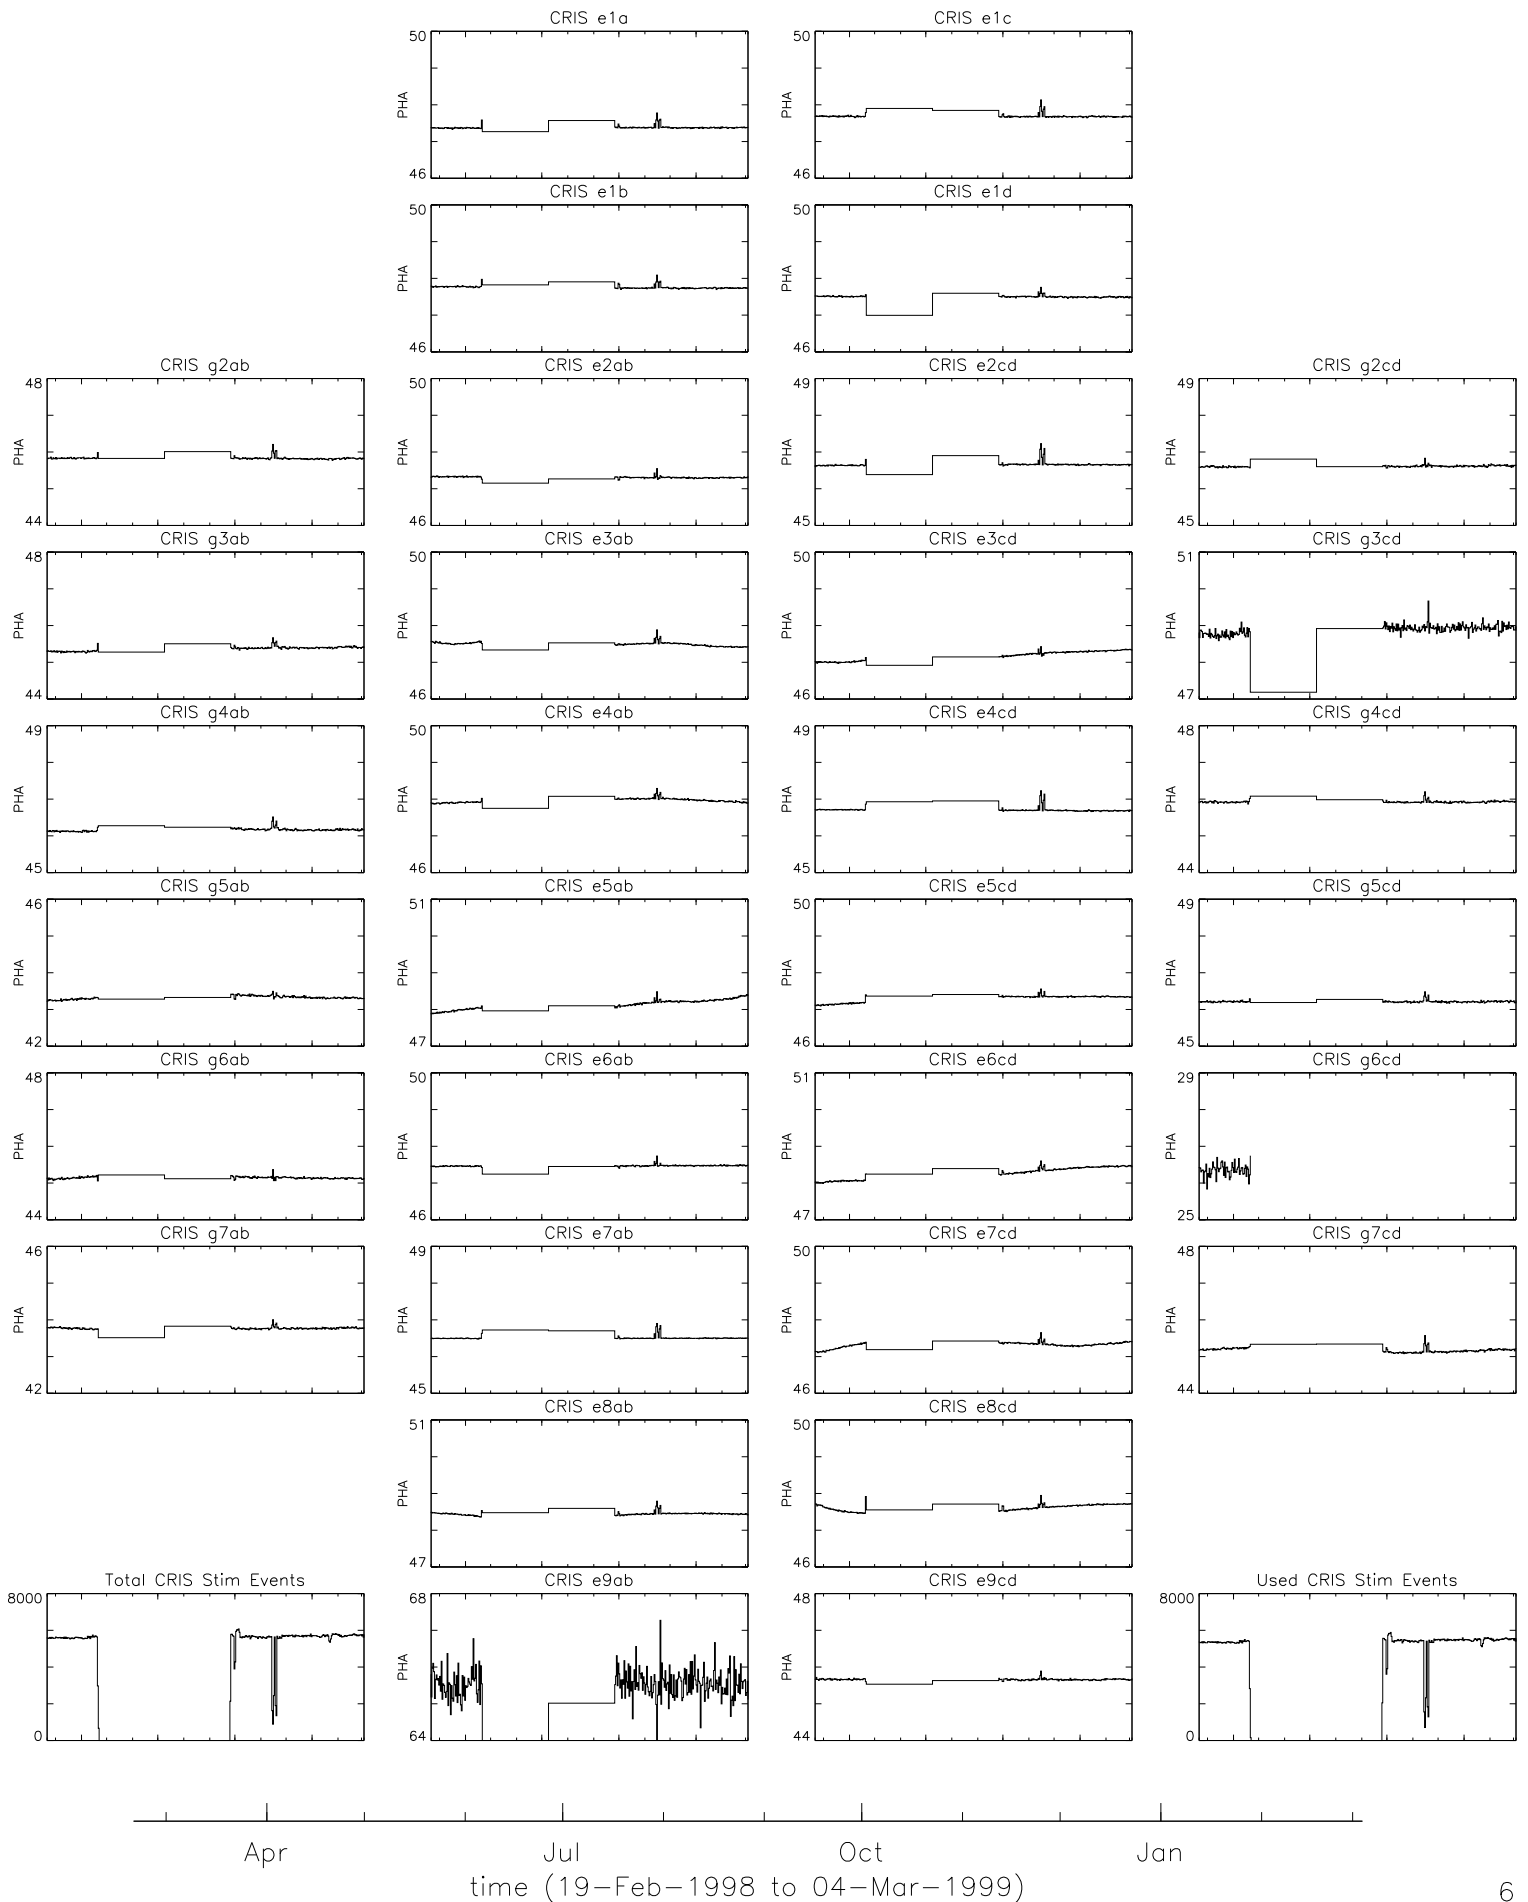 CRIS e1a
CRIS e1c
50
PHA
46
50
PHA
46
CRIS e1b
CRIS e1d
50
PHA
46
50
PHA
46
CRIS g2ab
CRIS e2ab
CRIS e2cd
CRIS g2cd
48
PHA
44
50
PHA
46
49
PHA
45
49
PHA
45
CRIS g3ab
CRIS e3ab
CRIS e3cd
CRIS g3cd
48
PHA
44
50
PHA
46
50
PHA
46
51
PHA
47
CRIS g4ab
CRIS e4ab
CRIS e4cd
CRIS g4cd
49
PHA
45
50
PHA
46
49
PHA
45
48
PHA
44
CRIS g5ab
CRIS e5ab
CRIS e5cd
CRIS g5cd
46
PHA
42
51
PHA
47
50
PHA
46
49
PHA
45
CRIS g6ab
CRIS e6ab
CRIS e6cd
CRIS g6cd
48
PHA
44
50
PHA
46
51
PHA
47
29
PHA
25
CRIS g7ab
CRIS e7ab
CRIS e7cd
CRIS g7cd
46
PHA
42
49
PHA
45
50
PHA
46
48
PHA
44
CRIS e8ab
CRIS e8cd
51
PHA
47
50
PHA
46
Total CRIS Stim Events
CRIS e9ab
CRIS e9cd
Used CRIS Stim Events
8000
0
68
PHA
64
48
PHA
44
8000
0
Apr
Jul
Oct
Jan
time (19-Feb-1998 to 04-Mar-1999)
6